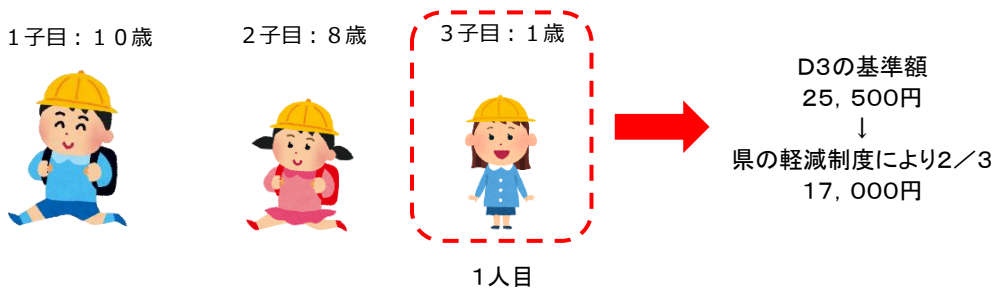 １子目：１０歳
２子目：８歳
３子目：１歳
Ｄ３の基準額
２５，５００円
↓
県の軽減制度により２／３
１７，０００円
１人目